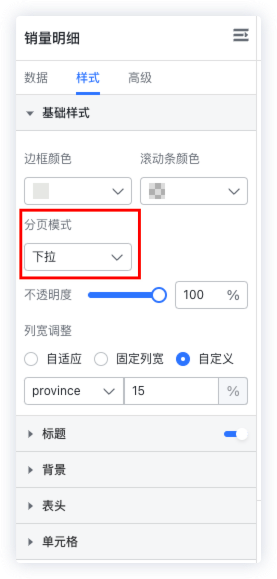 销量明细
数据 样式 高级
基础样式
边框颜色 滚动条颜色
分页模式
下拉
不透明度 100 %
列宽调整
自适应 固定列宽 自定义
province 15 %
标题
背景
表头
单元格